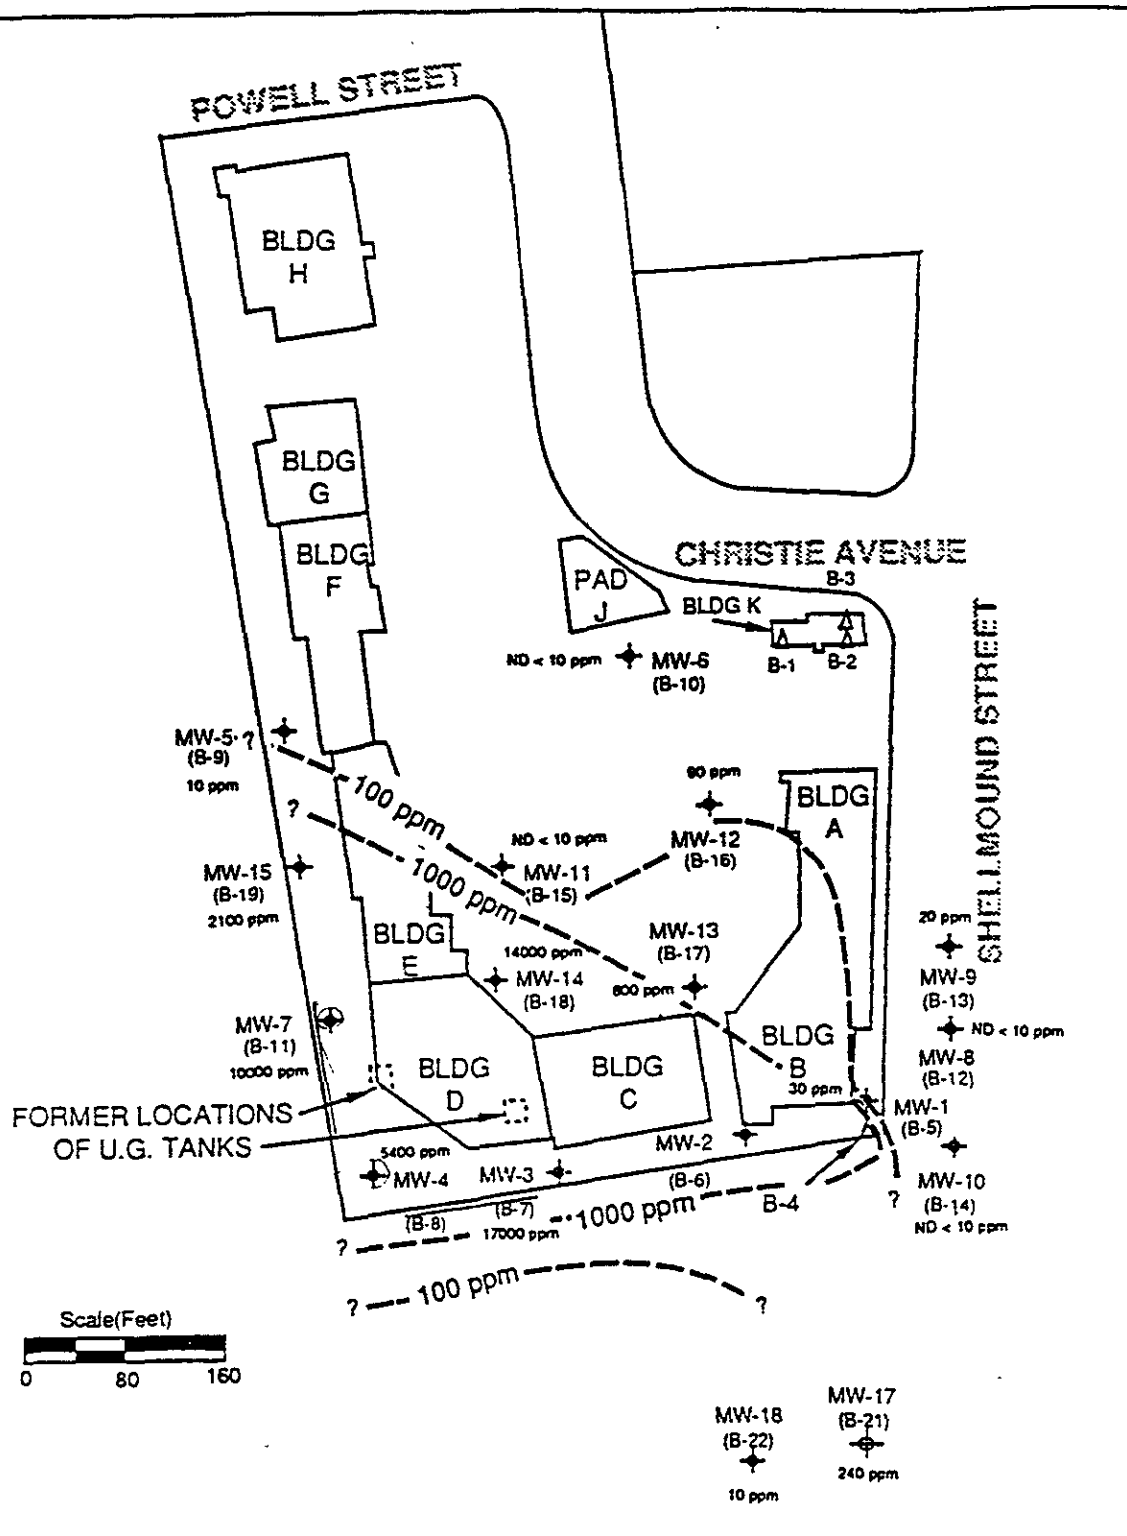 POWELL STREET
BLDG
H
BLDG
G
BLDG
F
PAD
J
CHRISTIE AVENUE
B-3
BLDG K
B-1
B-2
SHELLMOUND STREET
ND < 10 ppm
MW-6
(B-10)
MW-5
?
(B-9)
10 ppm
100 ppm
?
1000 ppm
90 ppm
MW-12
(B-16)
BLDG
A
ND < 10 ppm
MW-11
(B-15)
MW-15
(B-19)
2100 ppm
BLDG
E
14000 ppm
MW-14
(B-18)
MW-13
(B-17)
600 ppm
20 ppm
MW-9
(B-13)
ND < 10 ppm
MW-8
(B-12)
MW-7
(B-11)
10000 ppm
BLDG
D
BLDG
C
BLDG
B
30 ppm
MW-1
(B-5)
FORMER LOCATIONS
OF U.G. TANKS
5400 ppm
MW-4
(B-8)
MW-3
(B-7)
17000 ppm
MW-2
(B-6)
B-4
MW-10
(B-14)
ND < 10 ppm
?
? 1000 ppm
? 100 ppm ?
Scale(Feet)
0 80 160
MW-18
(B-22)
10 ppm
MW-17
(B-21)
240 ppm